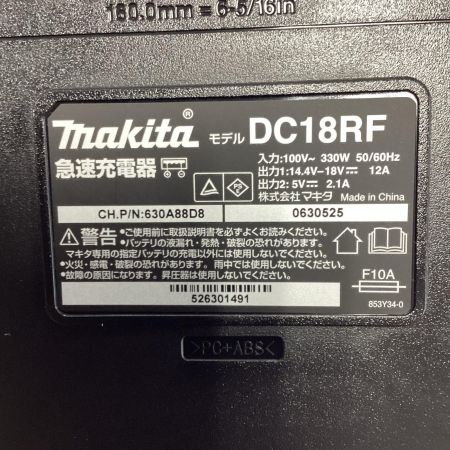 160.0mm = 6-5/16in
makita® モデル DC18RF
急速充電器
入力:100V~ 330W 50/60Hz
出力1:14.4V-18V⎓ 12A
出力2: 5V⎓ 2.1A
株式会社 マキタ Made in China
CH.P/N:630A88D8 0630525
警告 ●ご使用前に取扱説明書を必ずよくお読みください。
●バッテリの液漏れ・発熱・破裂の恐れがありますので、
マキタ専用の指定バッテリの充電以外には使用しないでください。
●火災・感電・破裂の恐れがあります。雨中では使用しないでください。
●故障の原因になります。昇圧器は使用しないでください。
F10A
526301491
853Y34-0
>PC+ABS<